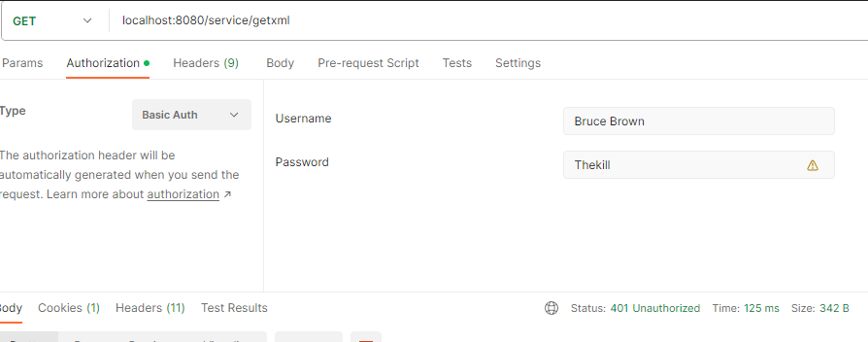 GET localhost:8080/service/getxml
Params Authorization Headers (9) Body Pre-request Script Tests Settings
Type Basic Auth
The authorization header will be
automatically generated when you send the
request. Learn more about authorization ↗
Username Bruce Brown
Password Thekill
Body Cookies (1) Headers (11) Test Results Status: 401 Unauthorized Time: 125 ms Size: 342 B